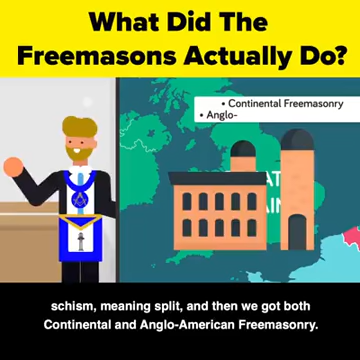 What Did The
Freemasons Actually Do?
• Continental Freemasonry
• Anglo-
schism, meaning split, and then we got both
Continental and Anglo-American Freemasonry.